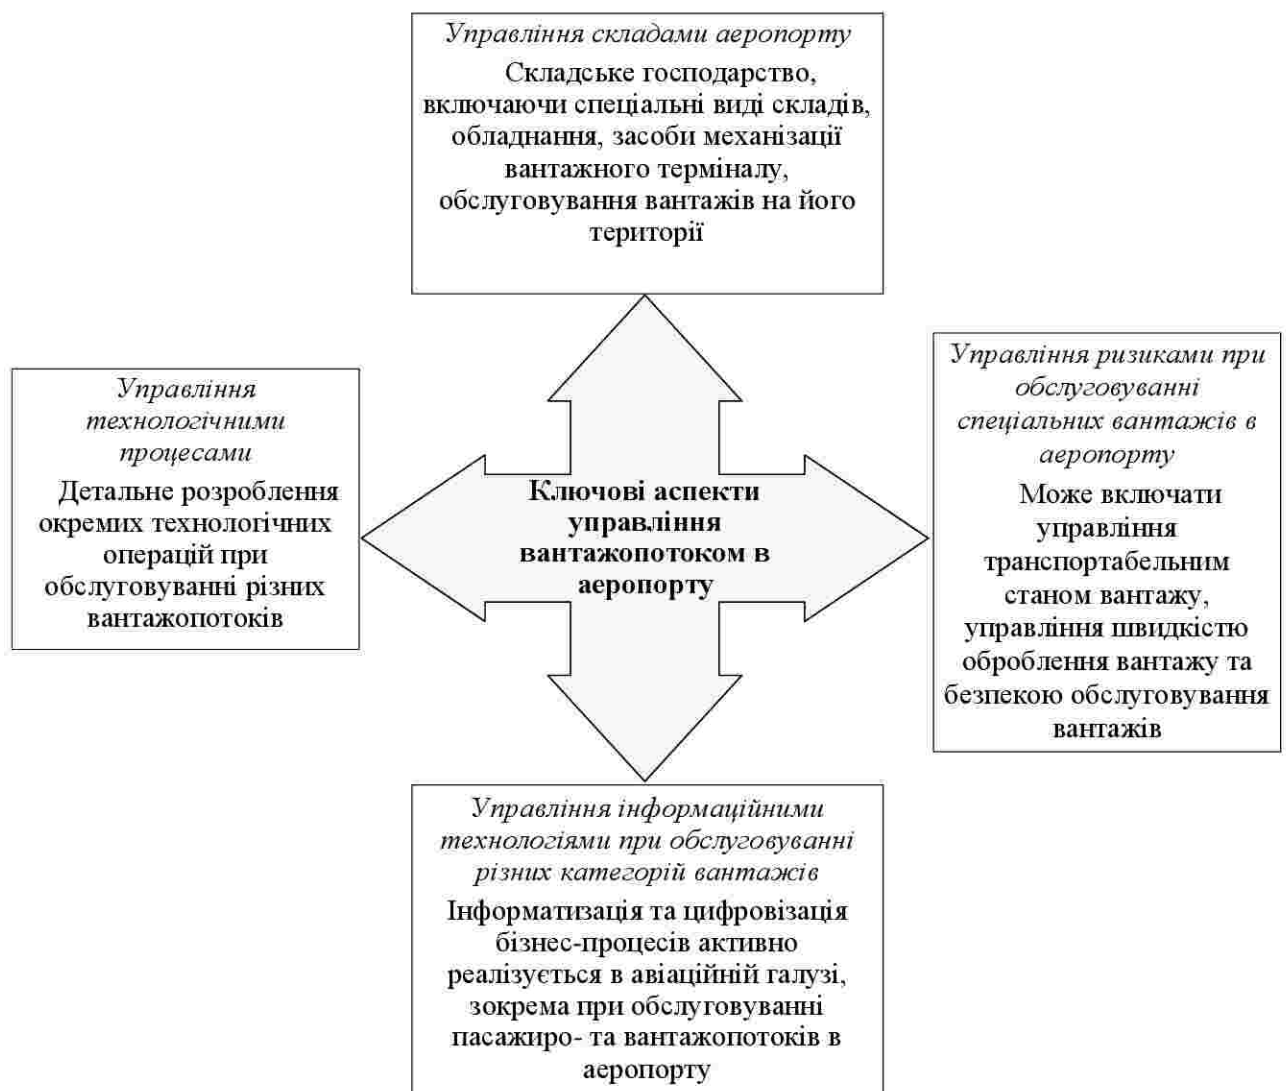 Управління складами аеропорту
Складське господарство,
включаючи спеціальні виді складів,
обладнання, засоби механізації
вантажного терміналу,
обслуговування вантажів на його
території
Управління
технологічними
процесами
Детальне розроблення
окремих технологічних
операцій при
обслуговуванні різних
вантажопотоків
Ключові аспекти
управління
вантажопотоком в
аеропорту
Управління ризиками при
обслуговуванні
спеціальних вантажів в
аеропорту
Може включати
управління
транспортабельним
станом вантажу,
управління швидкістю
оброблення вантажу та
безпекою обслуговування
вантажів
Управління інформаційними
технологіями при обслуговуванні
різних категорій вантажів
Інформатизація та цифровізація
бізнес-процесів активно
реалізується в авіаційній галузі,
зокрема при обслуговуванні
пасажиро- та вантажопотоків в
аеропорту